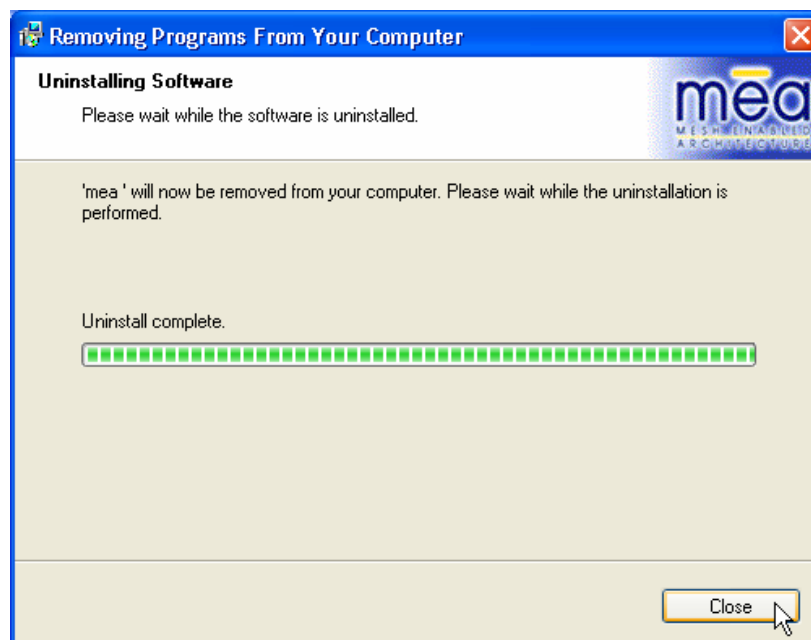 Removing Programs From Your Computer
Uninstalling Software
Please wait while the software is uninstalled.
mēa
MESH ENABLED
ARCHITECTURE
'mea ' will now be removed from your computer. Please wait while the uninstallation is
performed.
Uninstall complete.
Close